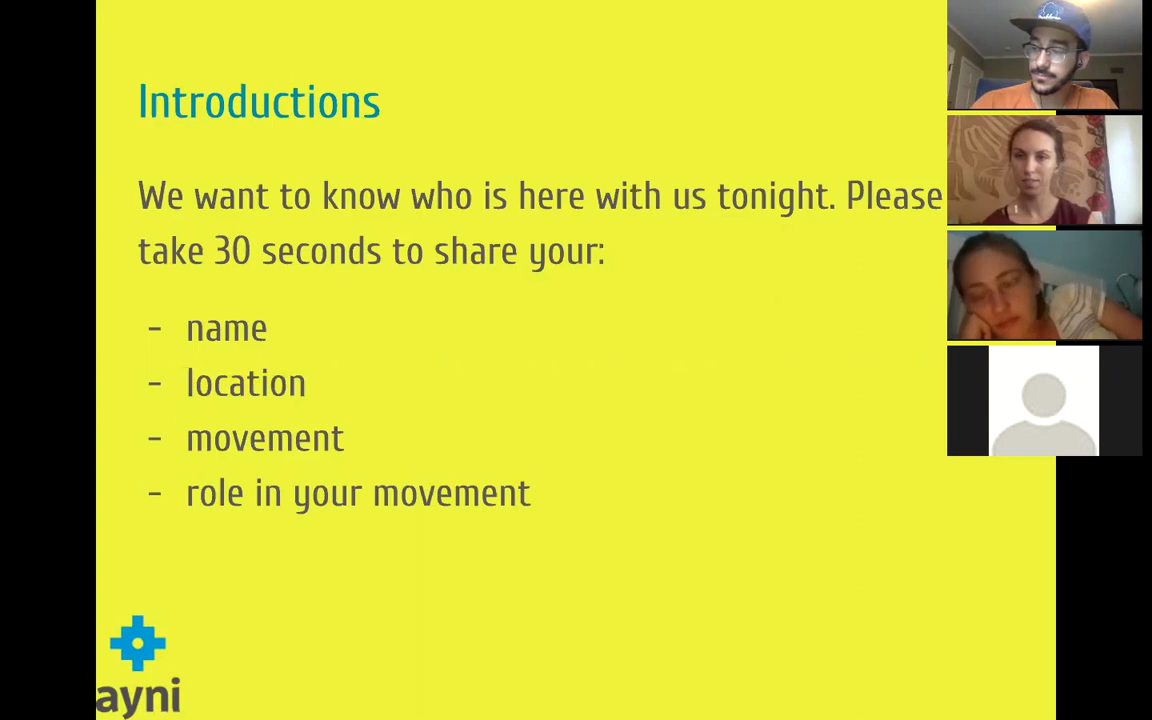 Introductions
We want to know who is here with us tonight. Please
take 30 seconds to share your:
- name
- location
- movement
- role in your movement
ayni